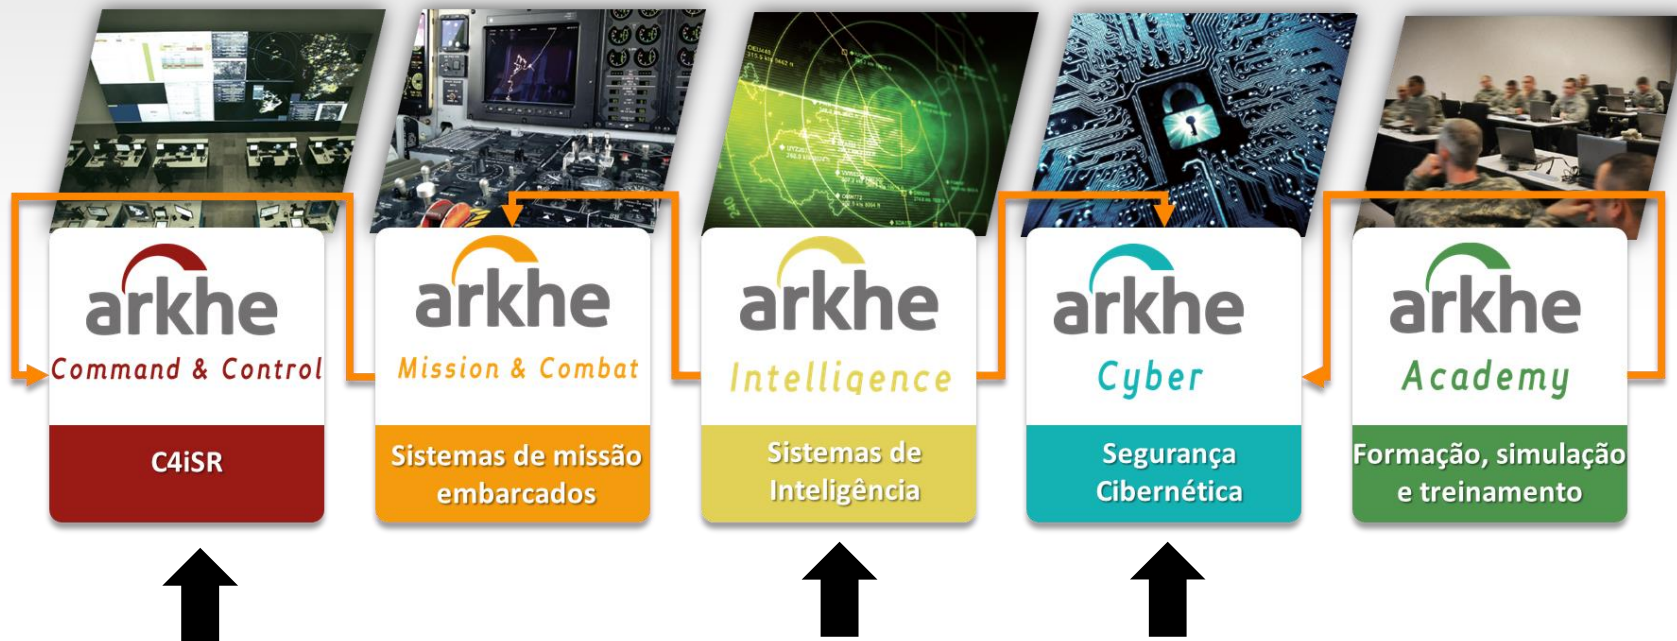 arkhe
Command & Control
C4iSR
arkhe
Mission & Combat
Sistemas de missão
embarcados
arkhe
Intelligence
Sistemas de
Inteligência
arkhe
Cyber
Segurança
Cibernética
arkhe
Academy
Formação, simulação
e treinamento
240